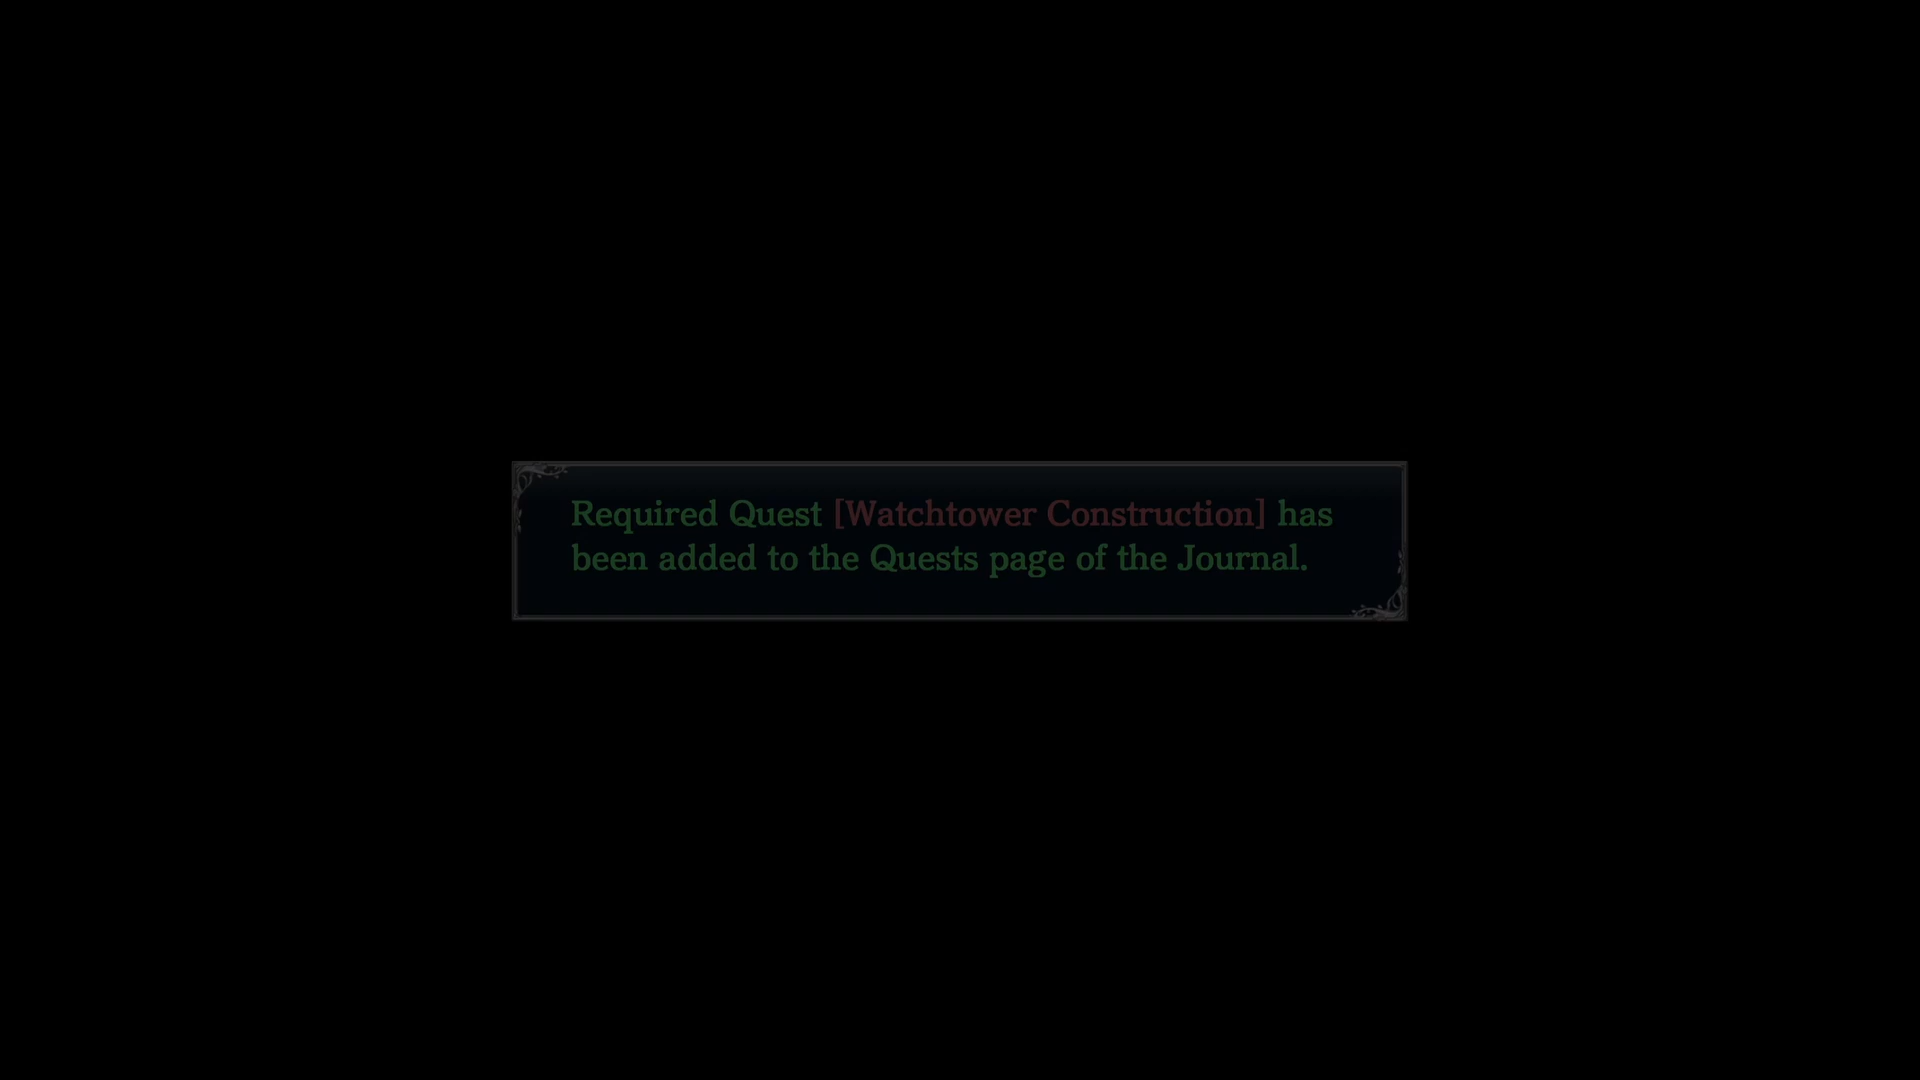 Required Quest [Watchtower Construction] has
been added to the Quests page of the Journal.